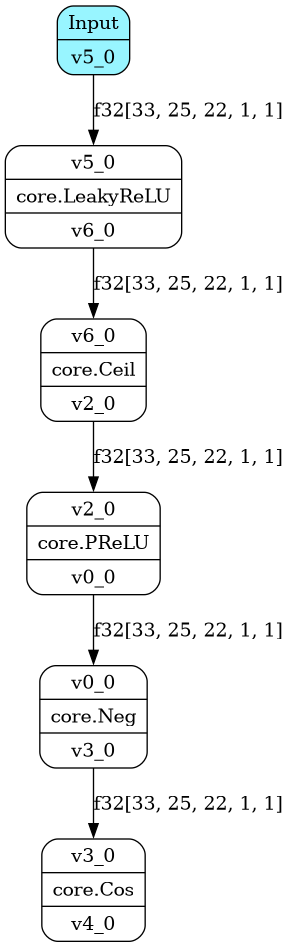 Input
v5_0
f32[33, 25, 22, 1, 1]
v5_0
core.LeakyReLU
v6_0
f32[33, 25, 22, 1, 1]
v6_0
core.Ceil
v2_0
f32[33, 25, 22, 1, 1]
v2_0
core.PReLU
v0_0
f32[33, 25, 22, 1, 1]
v0_0
core.Neg
v3_0
f32[33, 25, 22, 1, 1]
v3_0
core.Cos
v4_0